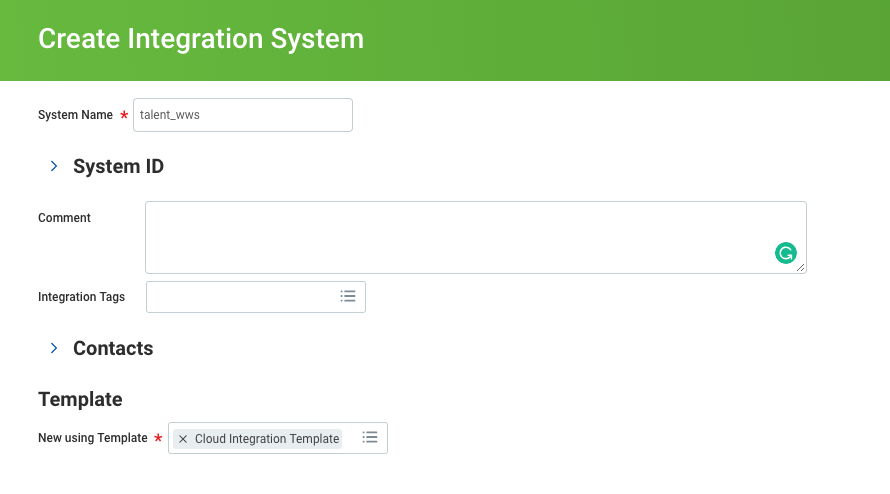 Create Integration System
System Name *
talent_wws
System ID
Comment
Integration Tags
Contacts
Template
New using Template *
× Cloud Integration Template